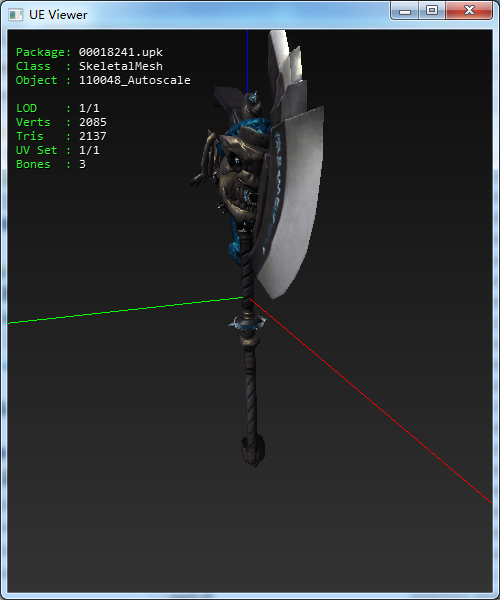 UE Viewer
Package: 00018241.upk
Class  : SkeletalMesh
Object : 110048_Autoscale
LOD    : 1/1
Verts  : 2085
Tris   : 2137
UV Set : 1/1
Bones  : 3